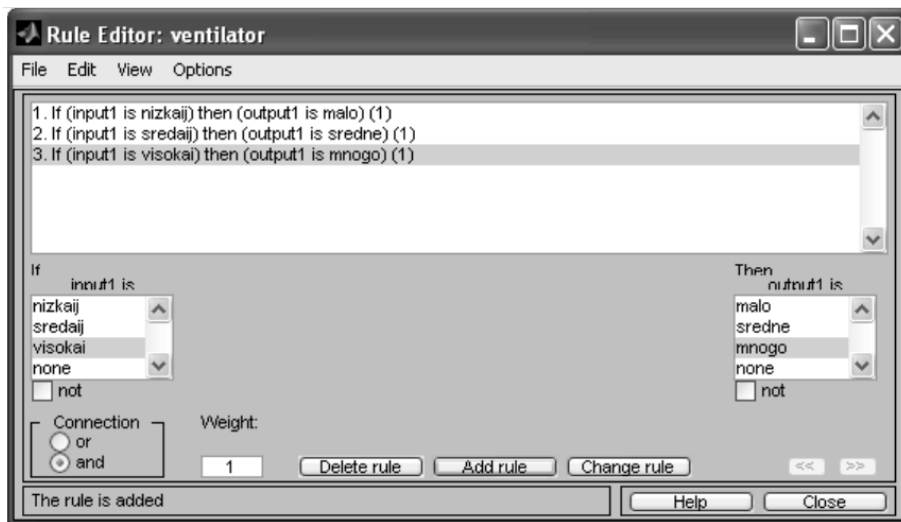 Rule Editor: ventilator
File Edit View Options
1. If (input1 is nizkaij) then (output1 is malo) (1)
2. If (input1 is sredaij) then (output1 is sredne) (1)
3. If (input1 is visokai) then (output1 is mnogo) (1)
If
input1 is
Then
output1 is
nizkaij
sredaij
visokai
none
not
malo
sredne
mnogo
none
not
Connection
or
and
Weight:
1
Delete rule
Add rule
Change rule
<<
>>
The rule is added
Help
Close